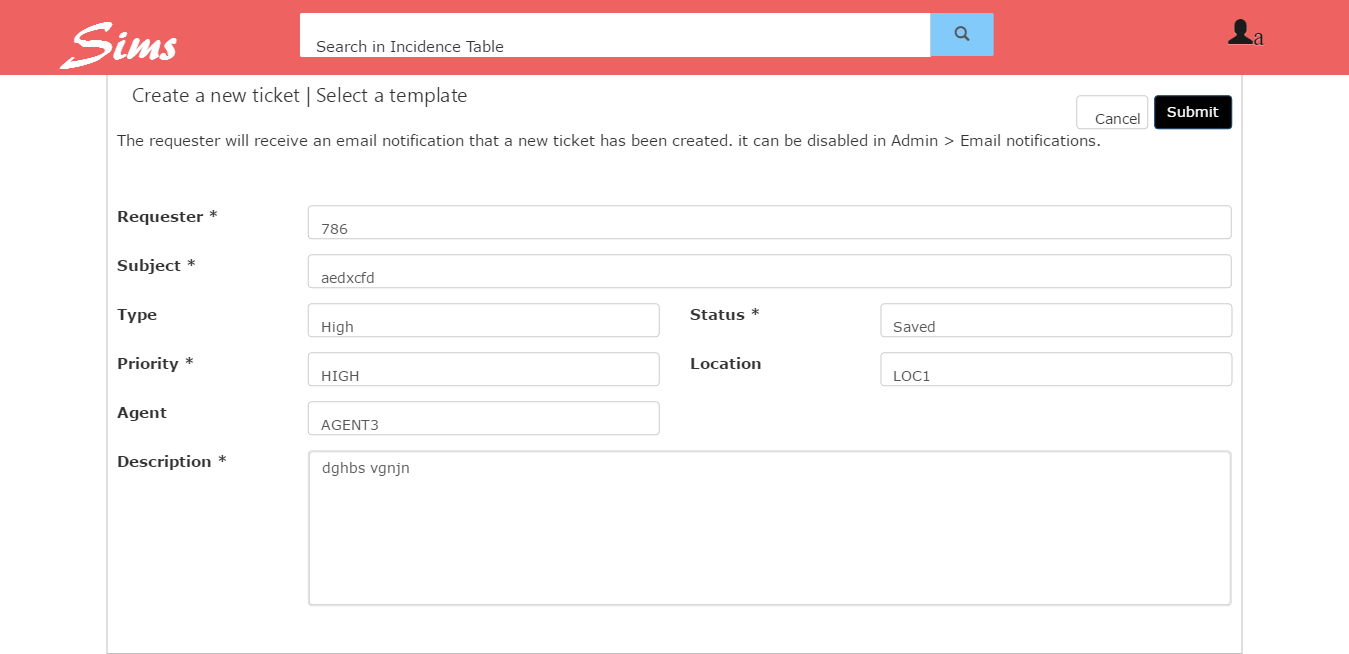 Sims
Search in Incidence Table
a
Create a new ticket | Select a template
Cancel
Submit
The requester will receive an email notification that a new ticket has been created. it can be disabled in Admin > Email notifications.
Requester *
786
Subject *
aedxcfd
Type
High
Status *
Saved
Priority *
HIGH
Location
LOC1
Agent
AGENT3
Description *
dghbs vgnjn